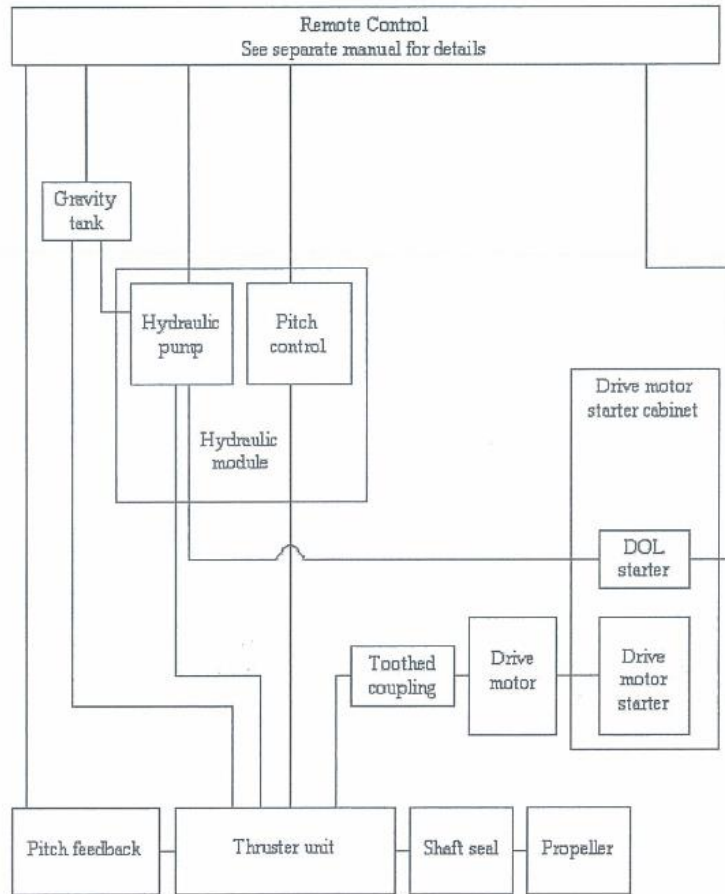 Remote Control
See separate manual for details
Gravity
tank
Hydraulic
pump
Pitch
control
Hydraulic
module
Drive motor
starter cabinet
DOL
starter
Toothed
coupling
Drive
motor
Drive
motor
starter
Pitch feedback
Thruster unit
Shaft seal
Propeller